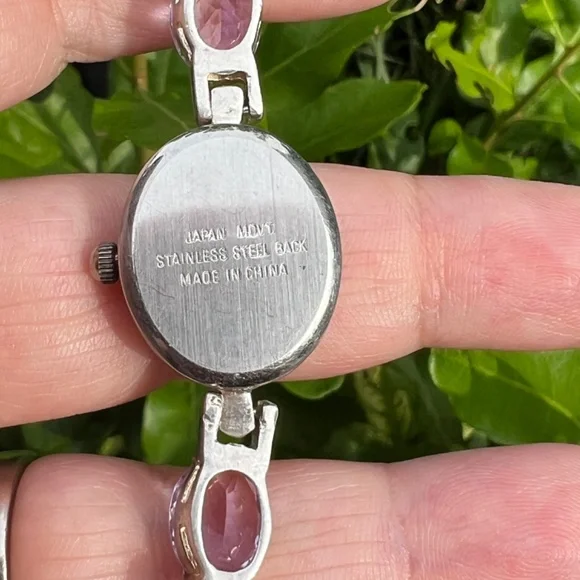 JAPAN MOVT
STAINLESS STEEL BACK
MADE IN CHINA